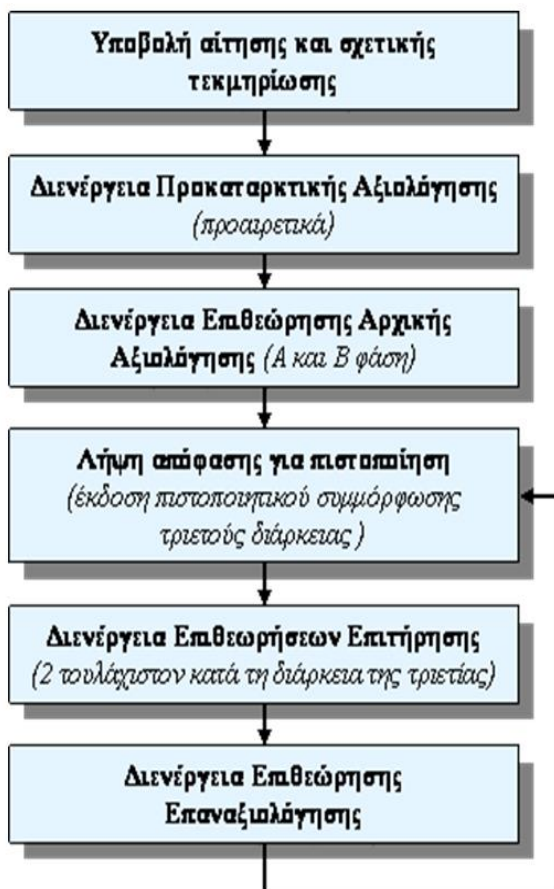 Υποβολή αίτησης και σχετικής
τεκμηρίωσης
Διενέργεια Προκαταρκτικής Αξιολόγησης
(προαιρετικά)
Διενέργεια Επιθεώρησης Αρχικής
Αξιολόγησης (Α και Β φάση)
Λήψη απόφασης για πιστοποίηση
(έκδοση πιστοποιητικού συμμόρφωσης
τριετούς διάρκειας )
Διενέργεια Επιθεωρήσεων Επιτήρησης
(2 τουλάχιστον κατά τη διάρκεια της τριετίας)
Διενέργεια Επιθεώρησης
Επαναξιολόγησης